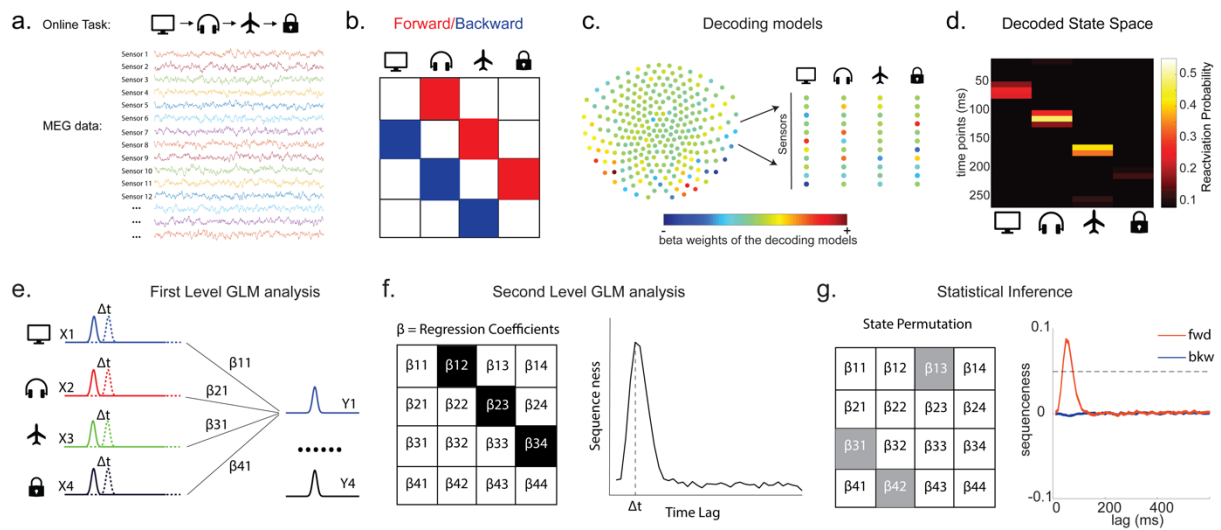 a. Online Task:
Sensor 1
Sensor 2
Sensor 3
Sensor 4
Sensor 5
Sensor 6
MEG data:
Sensor 7
Sensor 8
Sensor 9
Sensor 10
Sensor 11
Sensor 12
...
...
...
b. Forward/Backward
c. Decoding models
Sensors
- +
beta weights of the decoding models
d. Decoded State Space
time points (ms)
50
100
150
200
250
0.5
0.4
0.3
0.2
0.1
Reactviation Probability
e. First Level GLM analysis
Δt
X1
β11
Δt
X2
β21
Y1
Δt
X3
β31
......
Δt
X4
β41
Y4
f. Second Level GLM analysis
β = Regression Coefficients
β11 β12 β13 β14
β21 β22 β23 β24
β31 β32 β33 β34
β41 β42 β43 β44
Sequence ness
Δt
Time Lag
g. Statistical Inference
State Permutation
β11 β12 β13 β14
β21 β22 β23 β24
β31 β32 β33 β34
β41 β42 β43 β44
sequenceness
0.1
0
-0.1
fwd
bkw
0 200 400
lag (ms)